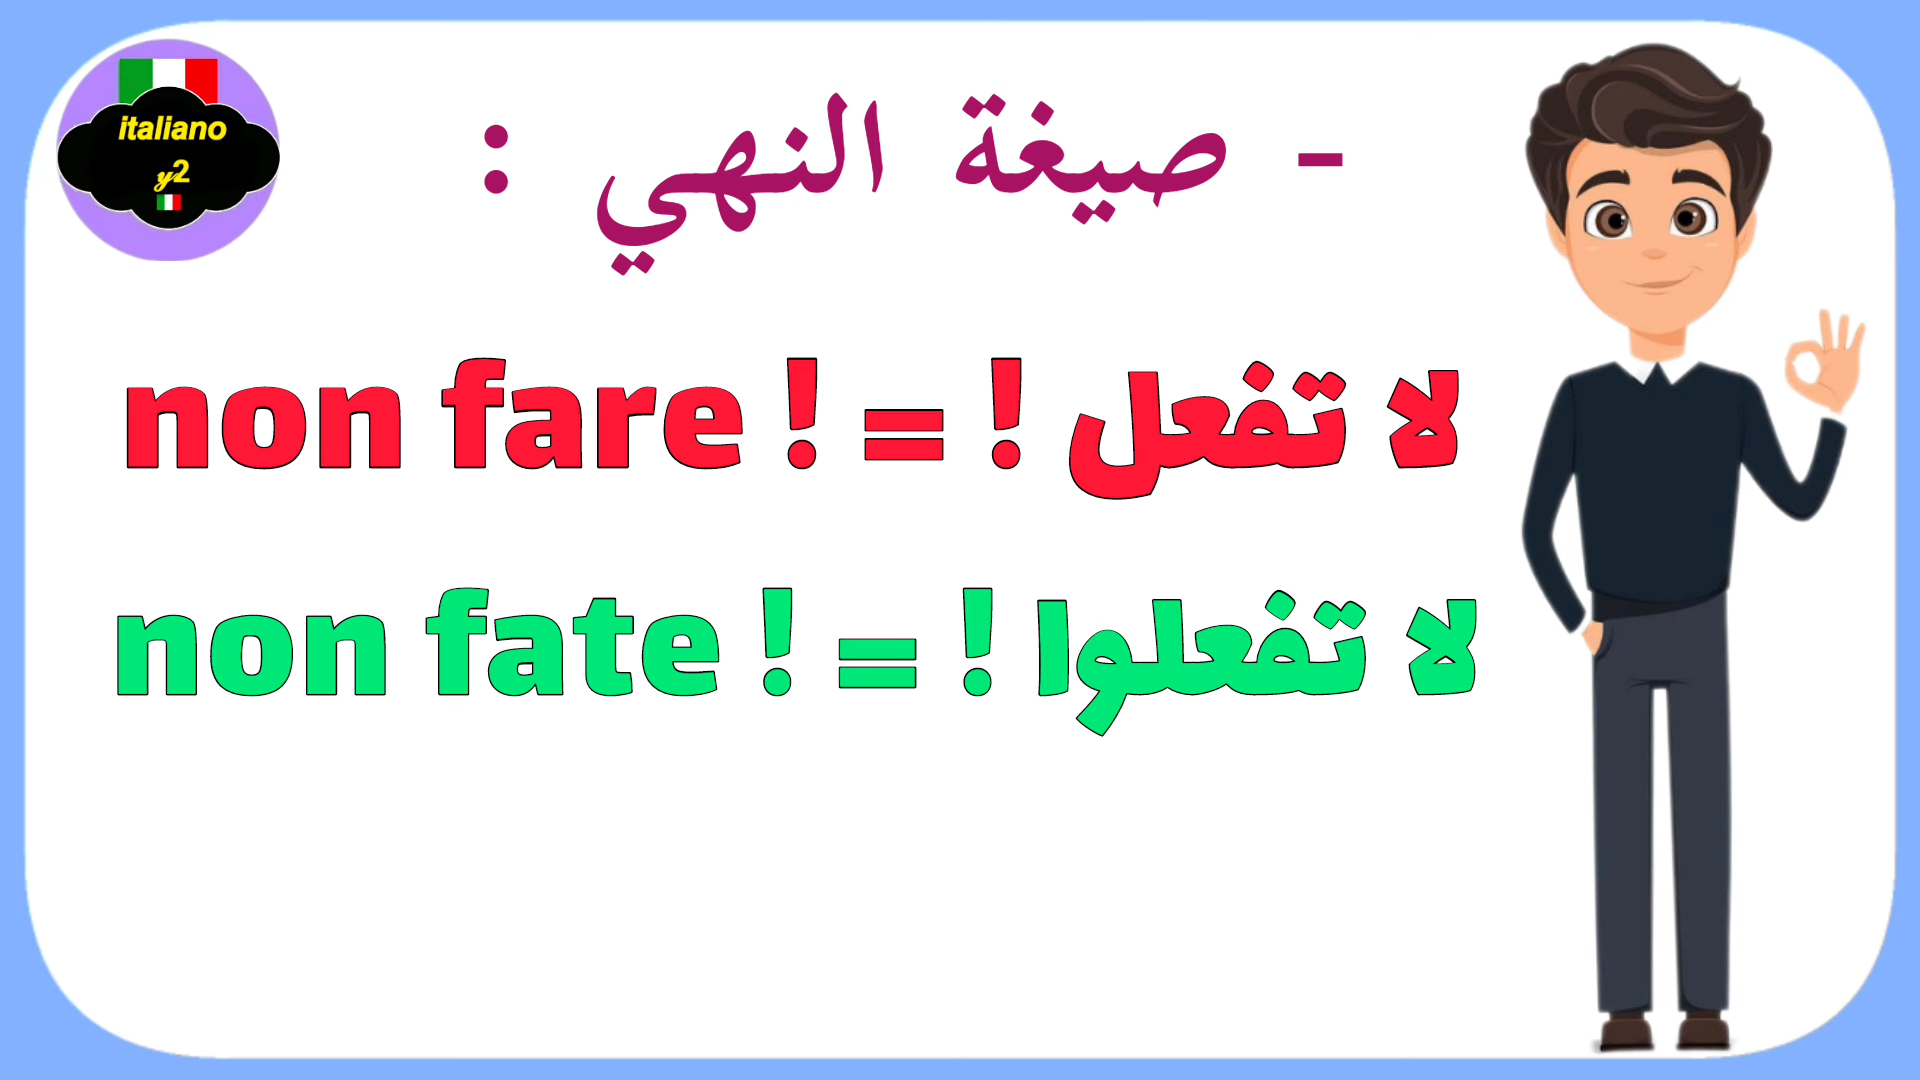 italiano
y2
- صيغة النهي :
non fare ! = ! لا تفعل
non fate ! = ! لا تفعلوا